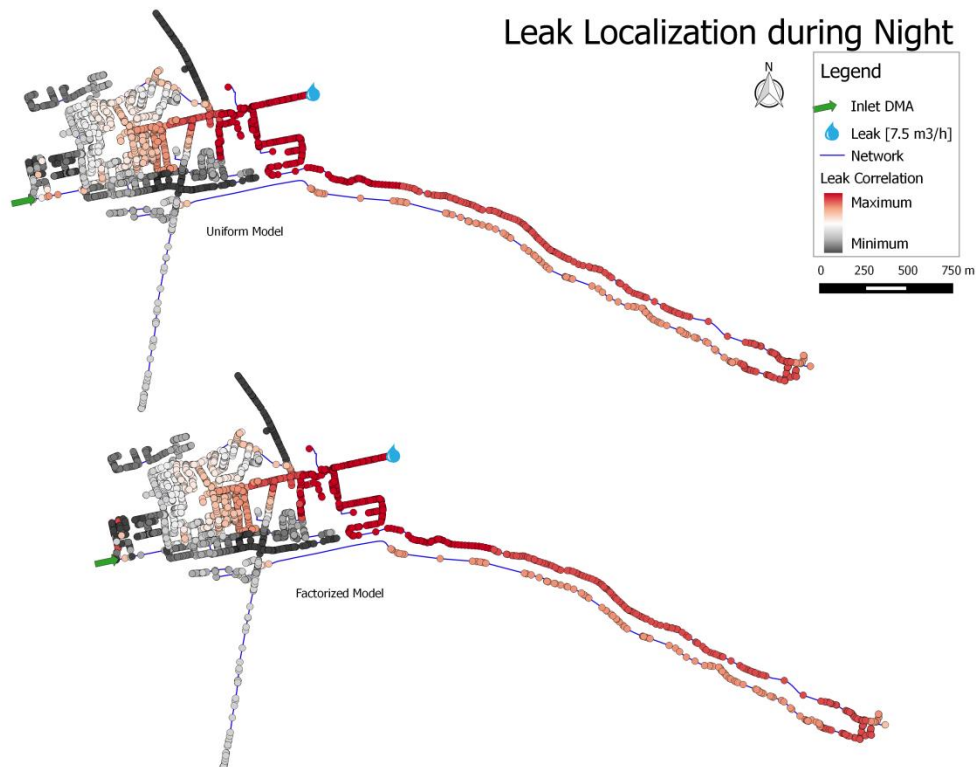 Leak Localization during Night
N
Legend
Inlet DMA
Leak [7.5 m3/h]
Network
Leak Correlation
Maximum
Minimum
0 250 500 750 m
Uniform Model
Factorized Model